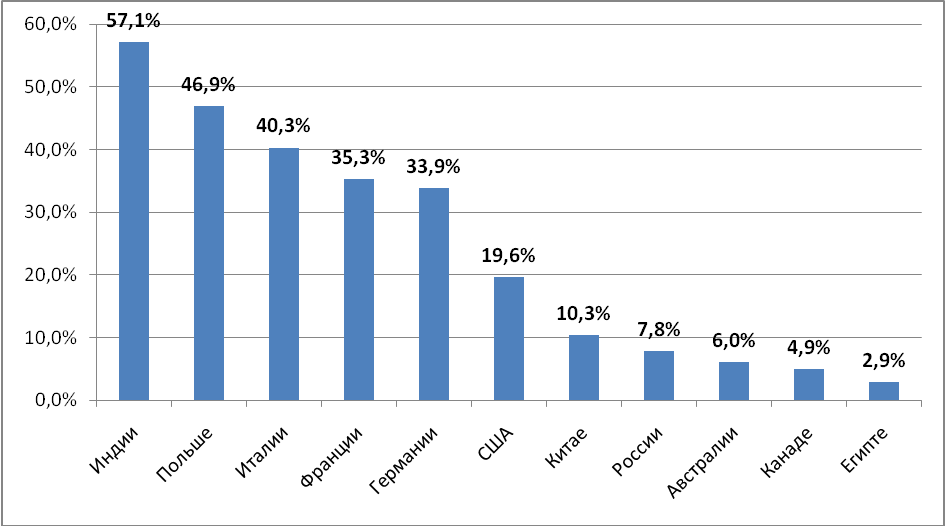 60,0%
50,0%
40,0%
30,0%
20,0%
10,0%
0,0%
57,1%
46,9%
40,3%
35,3%
33,9%
19,6%
10,3%
7,8%
6,0%
4,9%
2,9%
Индии
Польше
Италии
Франции
Германии
США
Китае
России
Австралии
Канаде
Египте